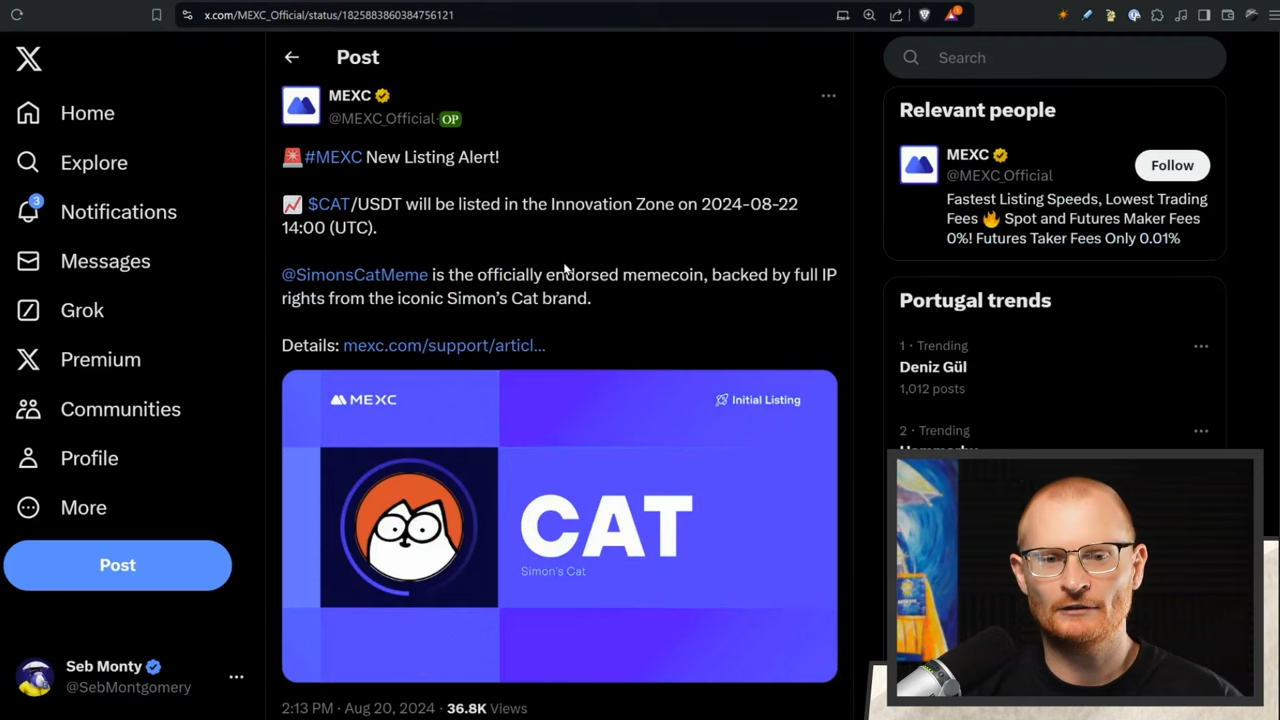 x.com/MEXC_Official/status/1825883860384756121
Home
Explore
3
Notifications
Messages
Grok
Premium
Communities
Profile
More
Post
Seb Monty
@SebMontgomery
Post
MEXC
@MEXC_Official· OP
🚨#MEXC New Listing Alert!
📈 $CAT/USDT will be listed in the Innovation Zone on 2024-08-22
14:00 (UTC).
@SimonsCatMeme is the officially endorsed memecoin, backed by full IP
rights from the iconic Simon’s Cat brand.
Details: mexc.com/support/articl...
MEXC
Initial Listing
CAT
Simon's Cat
2:13 PM · Aug 20, 2024 · 36.8K Views
Search
Relevant people
MEXC
@MEXC_Official
Follow
Fastest Listing Speeds, Lowest Trading
Fees 🔥 Spot and Futures Maker Fees
0%! Futures Taker Fees Only 0.01%
Portugal trends
1 · Trending
Deniz Gül
1,012 posts
2 · Trending